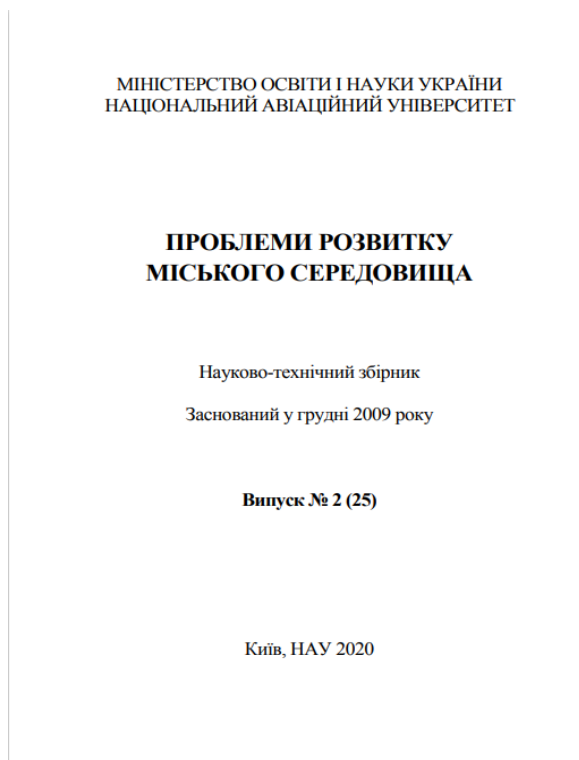 МІНІСТЕРСТВО ОСВІТИ І НАУКИ УКРАЇНИ
НАЦІОНАЛЬНИЙ АВІАЦІЙНИЙ УНІВЕРСИТЕТ
ПРОБЛЕМИ РОЗВИТКУ
МІСЬКОГО СЕРЕДОВИЩА
Науково-технічний збірник
Заснований у грудні 2009 року
Випуск № 2 (25)
Київ, НАУ 2020